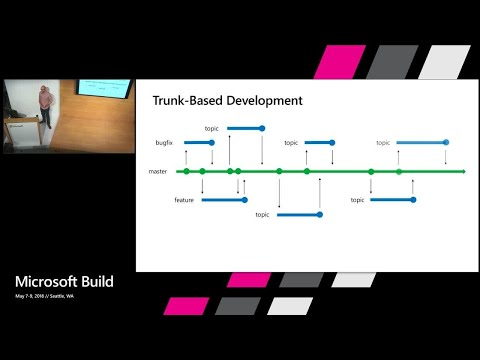 Trunk-Based Development
topic
bugfix
topic
topic
master
feature
topic
topic
Microsoft Build
May 7-9, 2018 // Seattle, WA